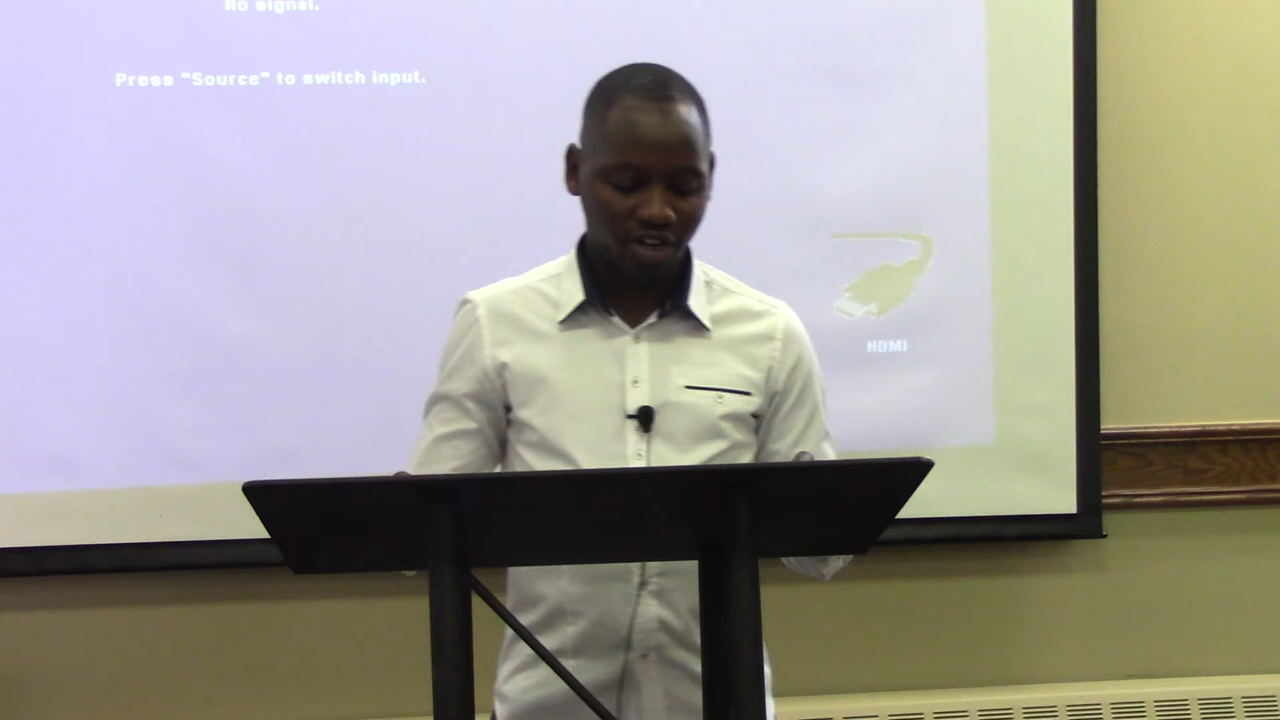 No signal.
Press "Source" to switch input.
HDMI